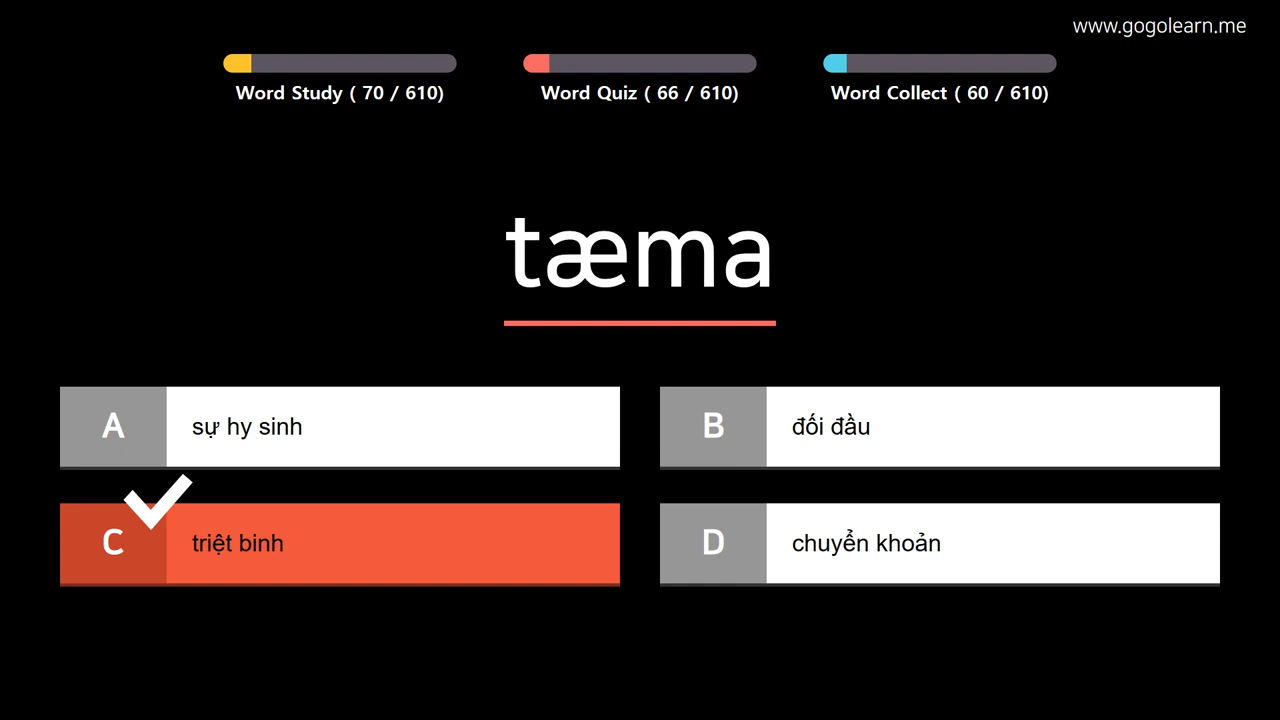 www.gogolearn.me
Word Study ( 70 / 610)
Word Quiz ( 66 / 610)
Word Collect ( 60 / 610)
tæma
A sự hy sinh
B đối đầu
C triệt binh
D chuyển khoản